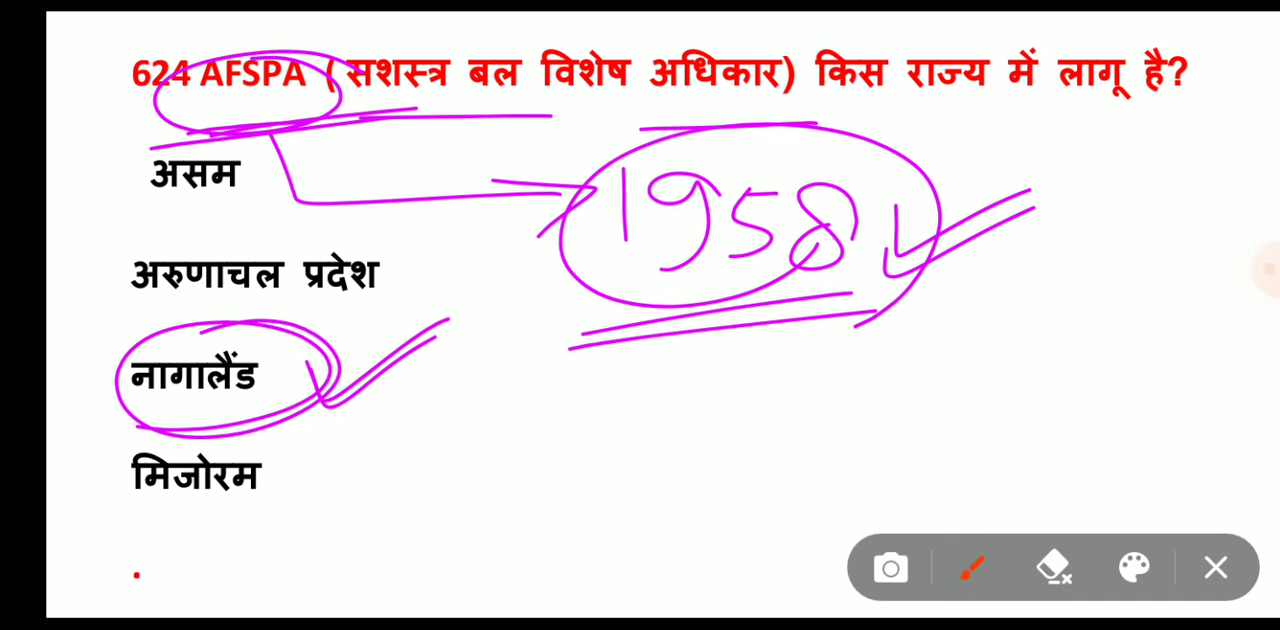 624 AFSPA ( सशस्त्र बल विशेष अधिकार) किस राज्य में लागू है?
असम
1958
अरुणाचल प्रदेश
नागालैंड
मिजोरम
.